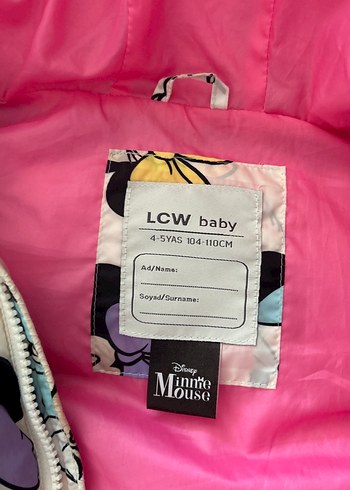 LCW baby
4-5YAS 104-110CM
Ad/Name:
Soyad/Surname:
Disney
Minnie
Mouse